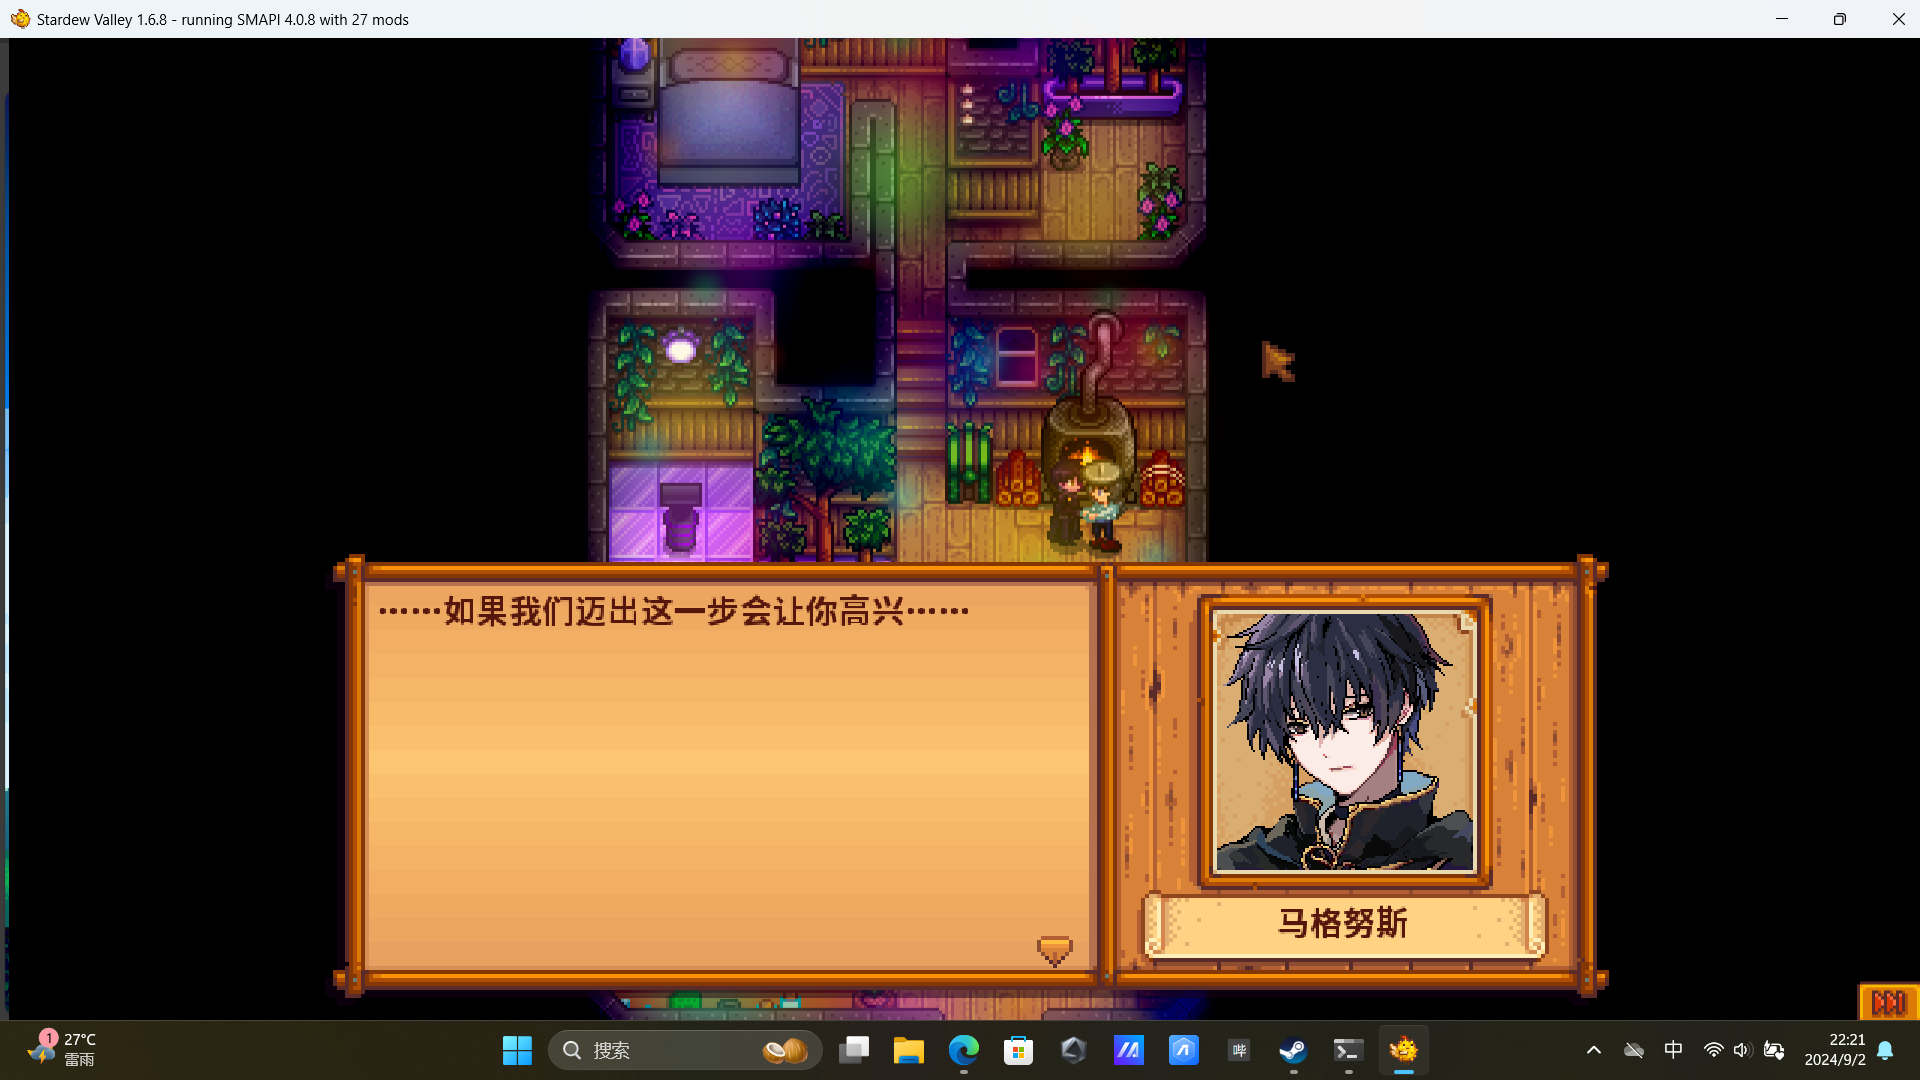 Stardew Valley 1.6.8 - running SMAPI 4.0.8 with 27 mods
……如果我们迈出这一步会让你高兴……
马格努斯
1
27°C
雷雨
搜索
哔
中
22:21
2024/9/2